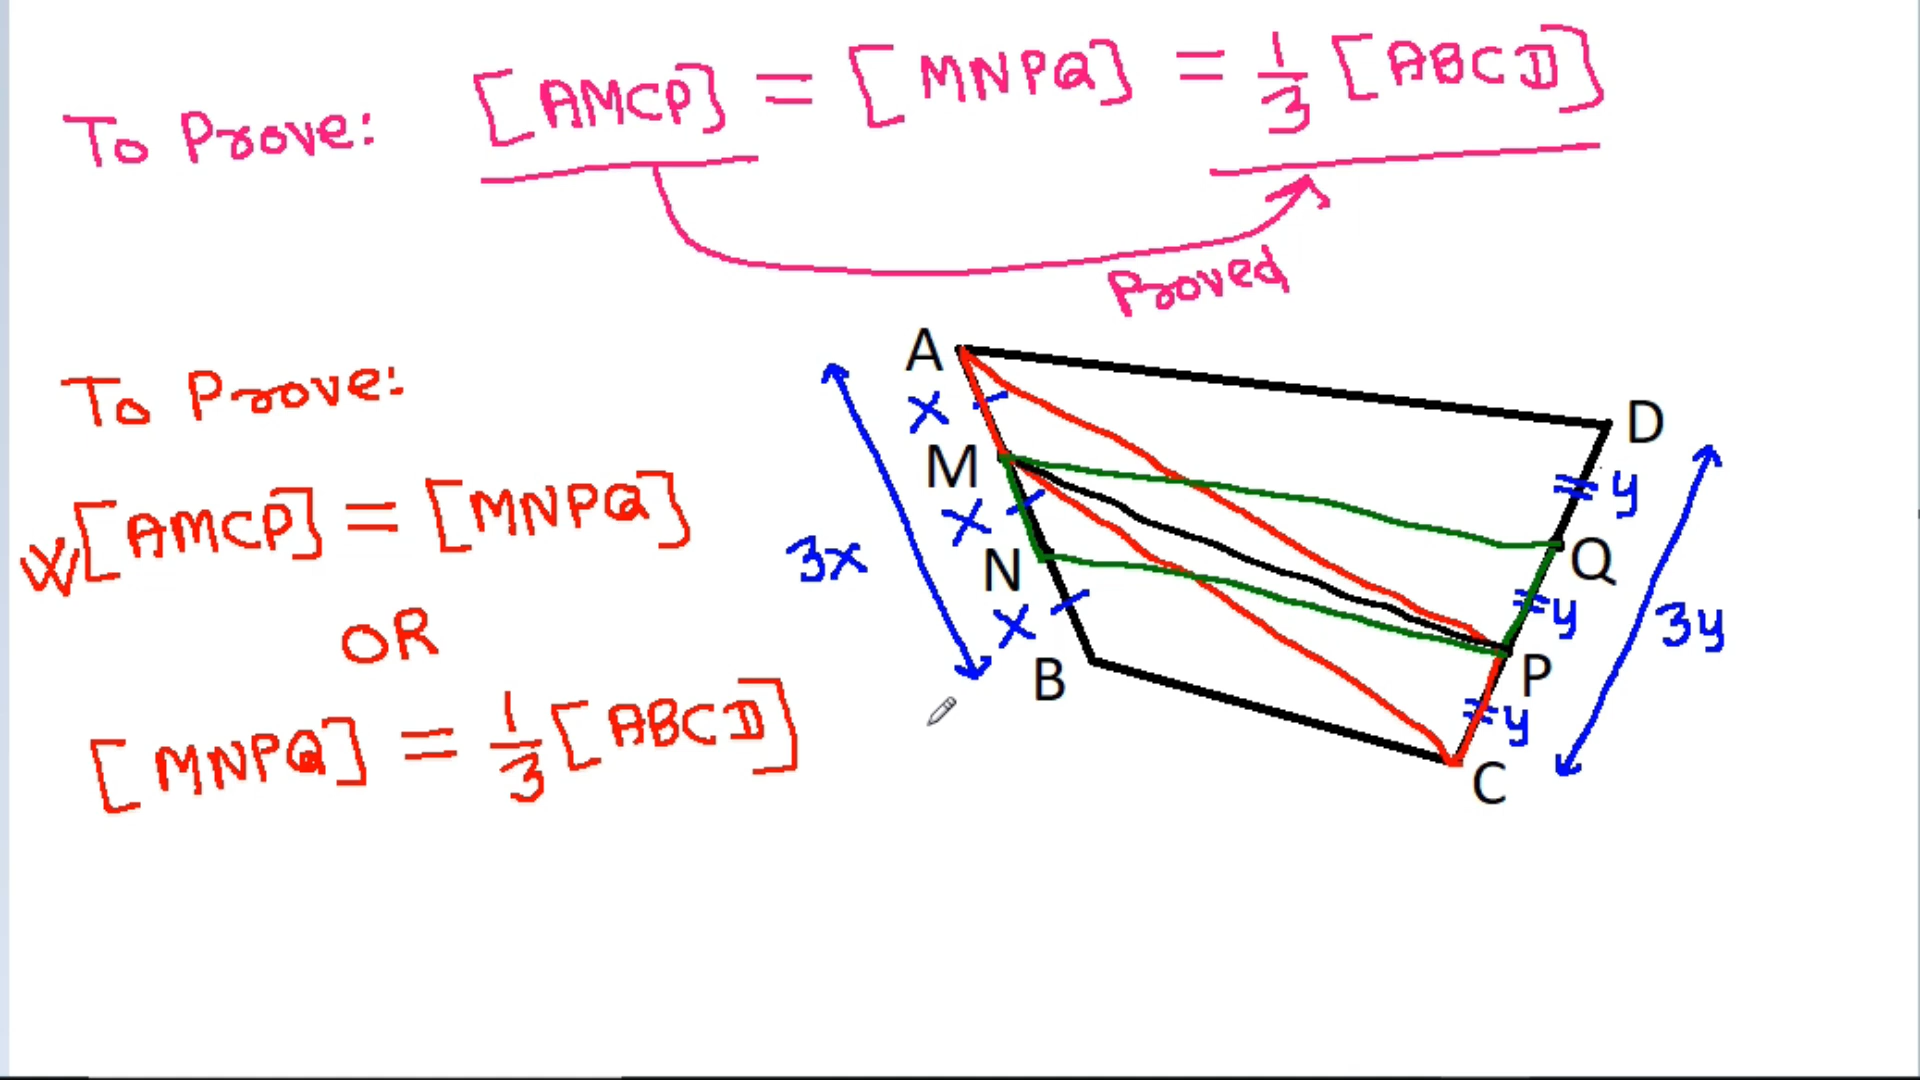 To Prove: [AMCP] = [MNPQ] = 1/3 [ABCD]
Proved
To Prove:
[AMCP] = [MNPQ]
OR
[MNPQ] = 1/3 [ABCD]
A
D
x
y
M
x
3x
N
Q
y
3y
x
B
P
y
C